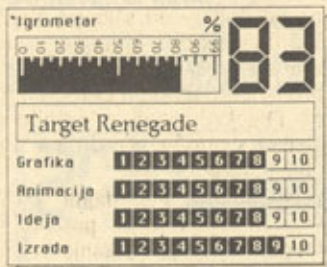 "Igrometar %
0 10 20 30 40 50 60 70 80 90 99
83
Target Renegade
Grafika 1 2 3 4 5 6 7 8 9 10
Animacija 1 2 3 4 5 6 7 8 9 10
Ideja 1 2 3 4 5 6 7 8 9 10
Izrada 1 2 3 4 5 6 7 8 9 10